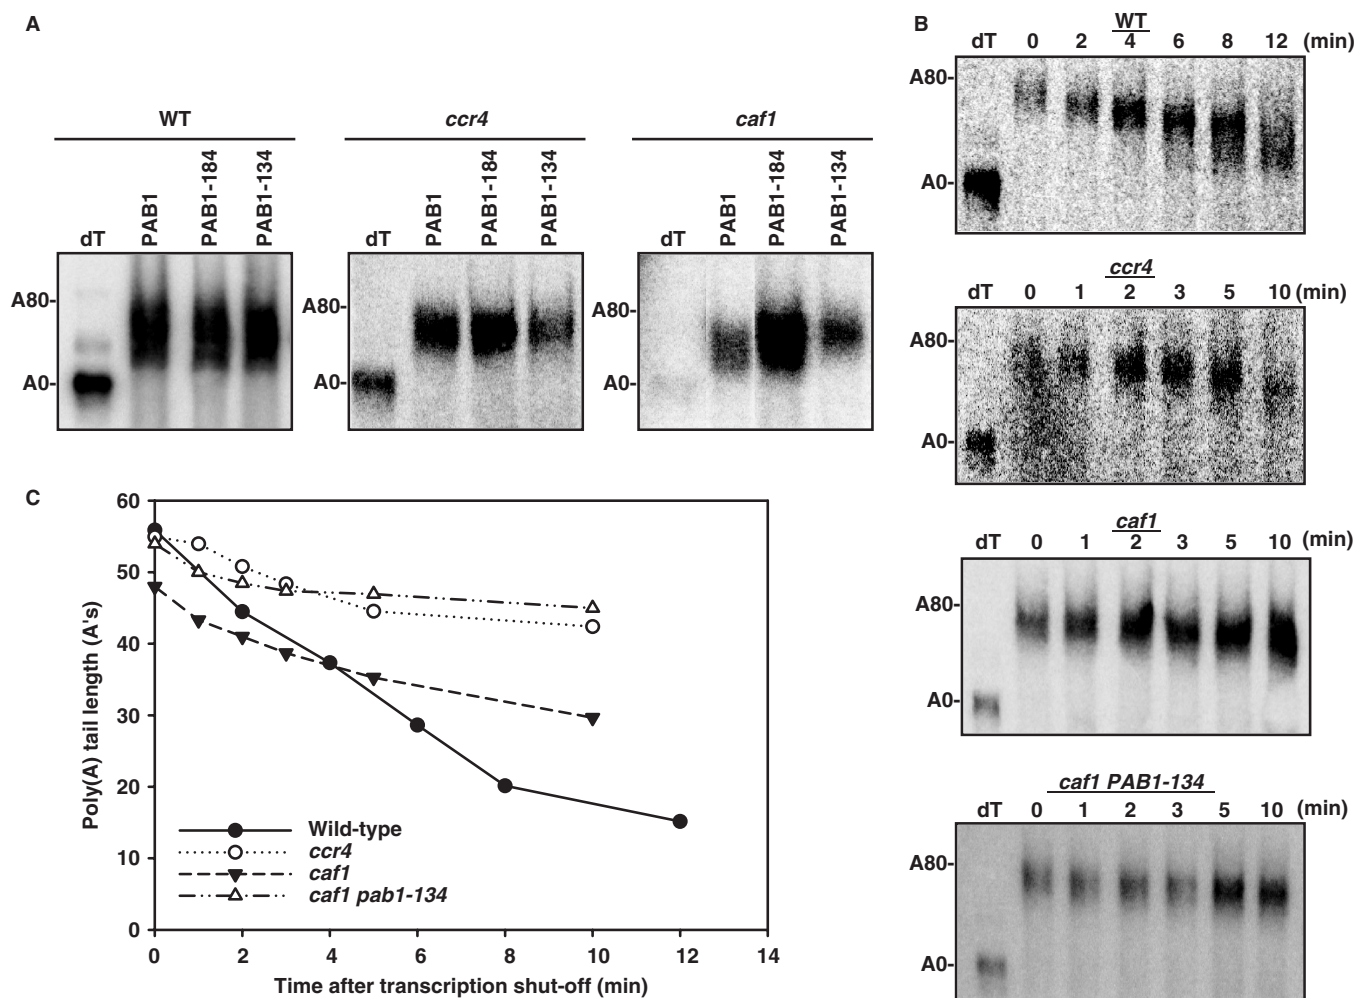 A
WT
ccr4
caf1
dT
PAB1
PAB1-184
PAB1-134
dT
PAB1
PAB1-184
PAB1-134
dT
PAB1
PAB1-184
PAB1-134
A80-
A0-
A80-
A0-
A80-
A0-
B
WT
dT 0 2 4 6 8 12 (min)
A80-
A0-
ccr4
dT 0 1 2 3 5 10 (min)
A80-
A0-
caf1
dT 0 1 2 3 5 10 (min)
A80-
A0-
caf1 PAB1-134
dT 0 1 2 3 5 10 (min)
A80-
A0-
C
Poly(A) tail length (A's)
60
50
40
30
20
10
0
Wild-type
ccr4
caf1
caf1 pab1-134
0 2 4 6 8 10 12 14
Time after transcription shut-off (min)